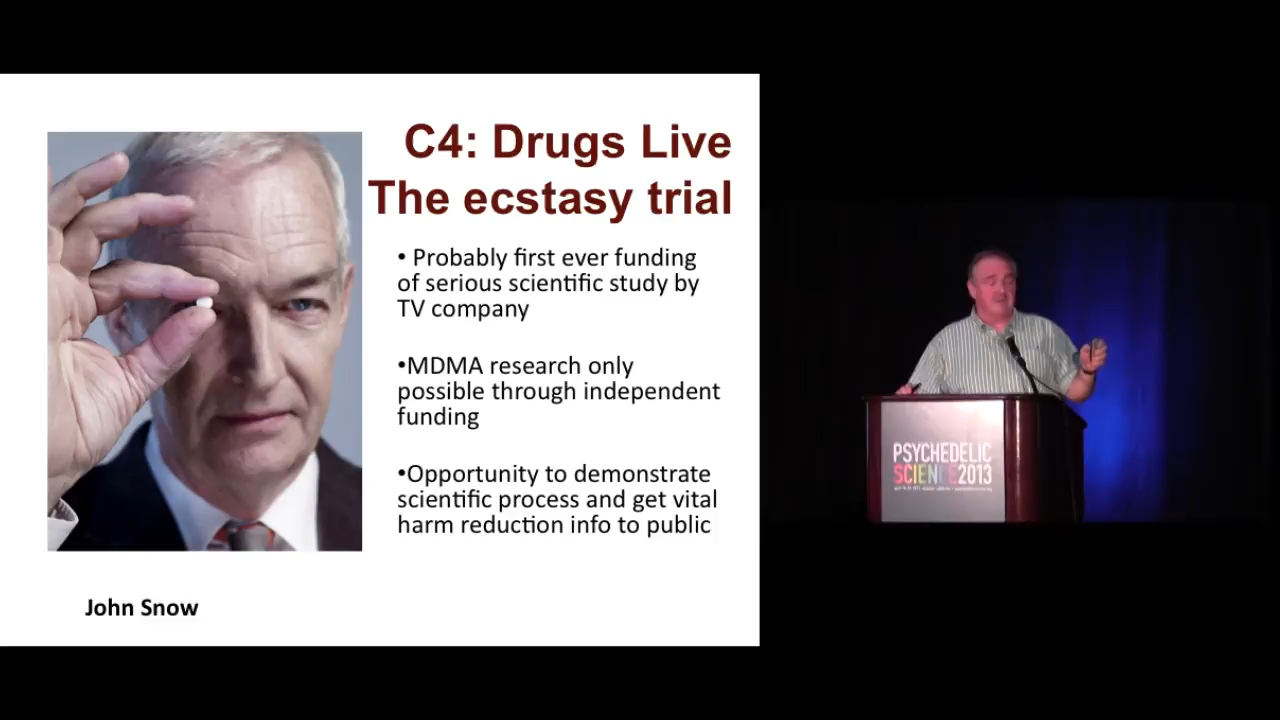 C4: Drugs Live
The ecstasy trial
• Probably first ever funding
of serious scientific study by
TV company
•MDMA research only
possible through independent
funding
•Opportunity to demonstrate
scientific process and get vital
harm reduction info to public
John Snow
PSYCHEDELIC
SCIENCE2013